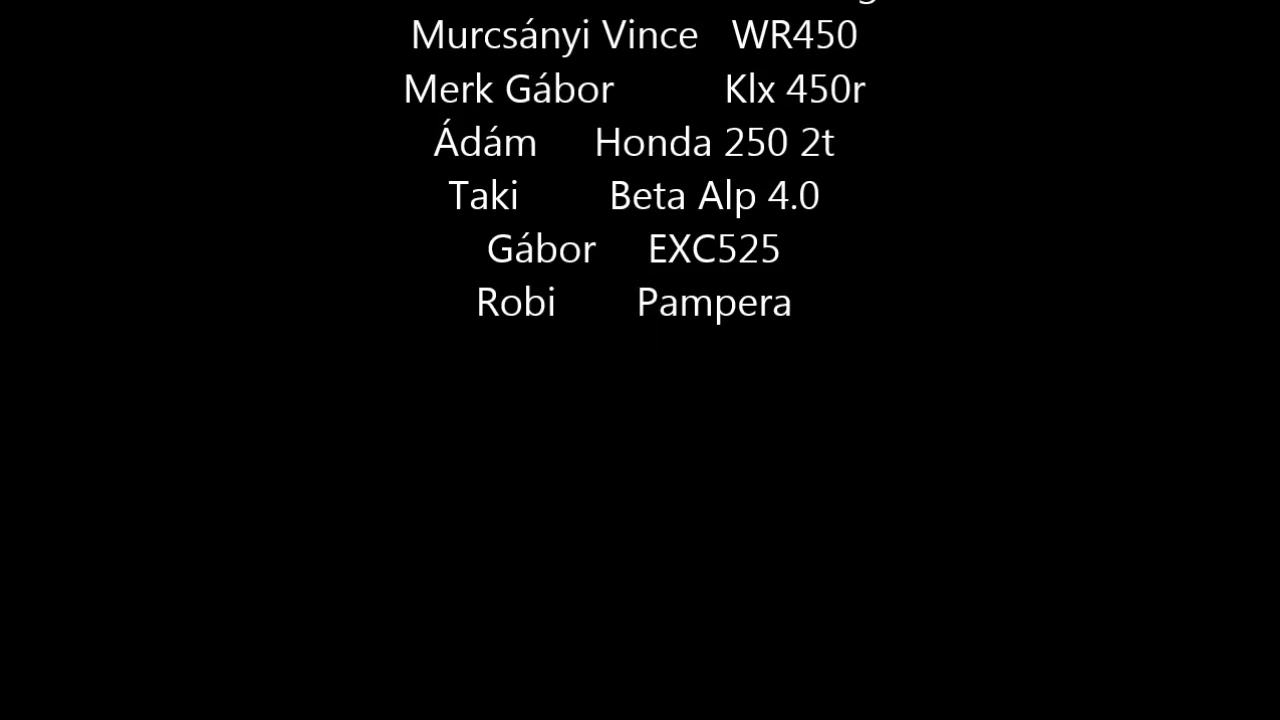 Murcsányi Vince WR450
Merk Gábor Klx 450r
Ádám Honda 250 2t
Taki Beta Alp 4.0
Gábor EXC525
Robi Pampera